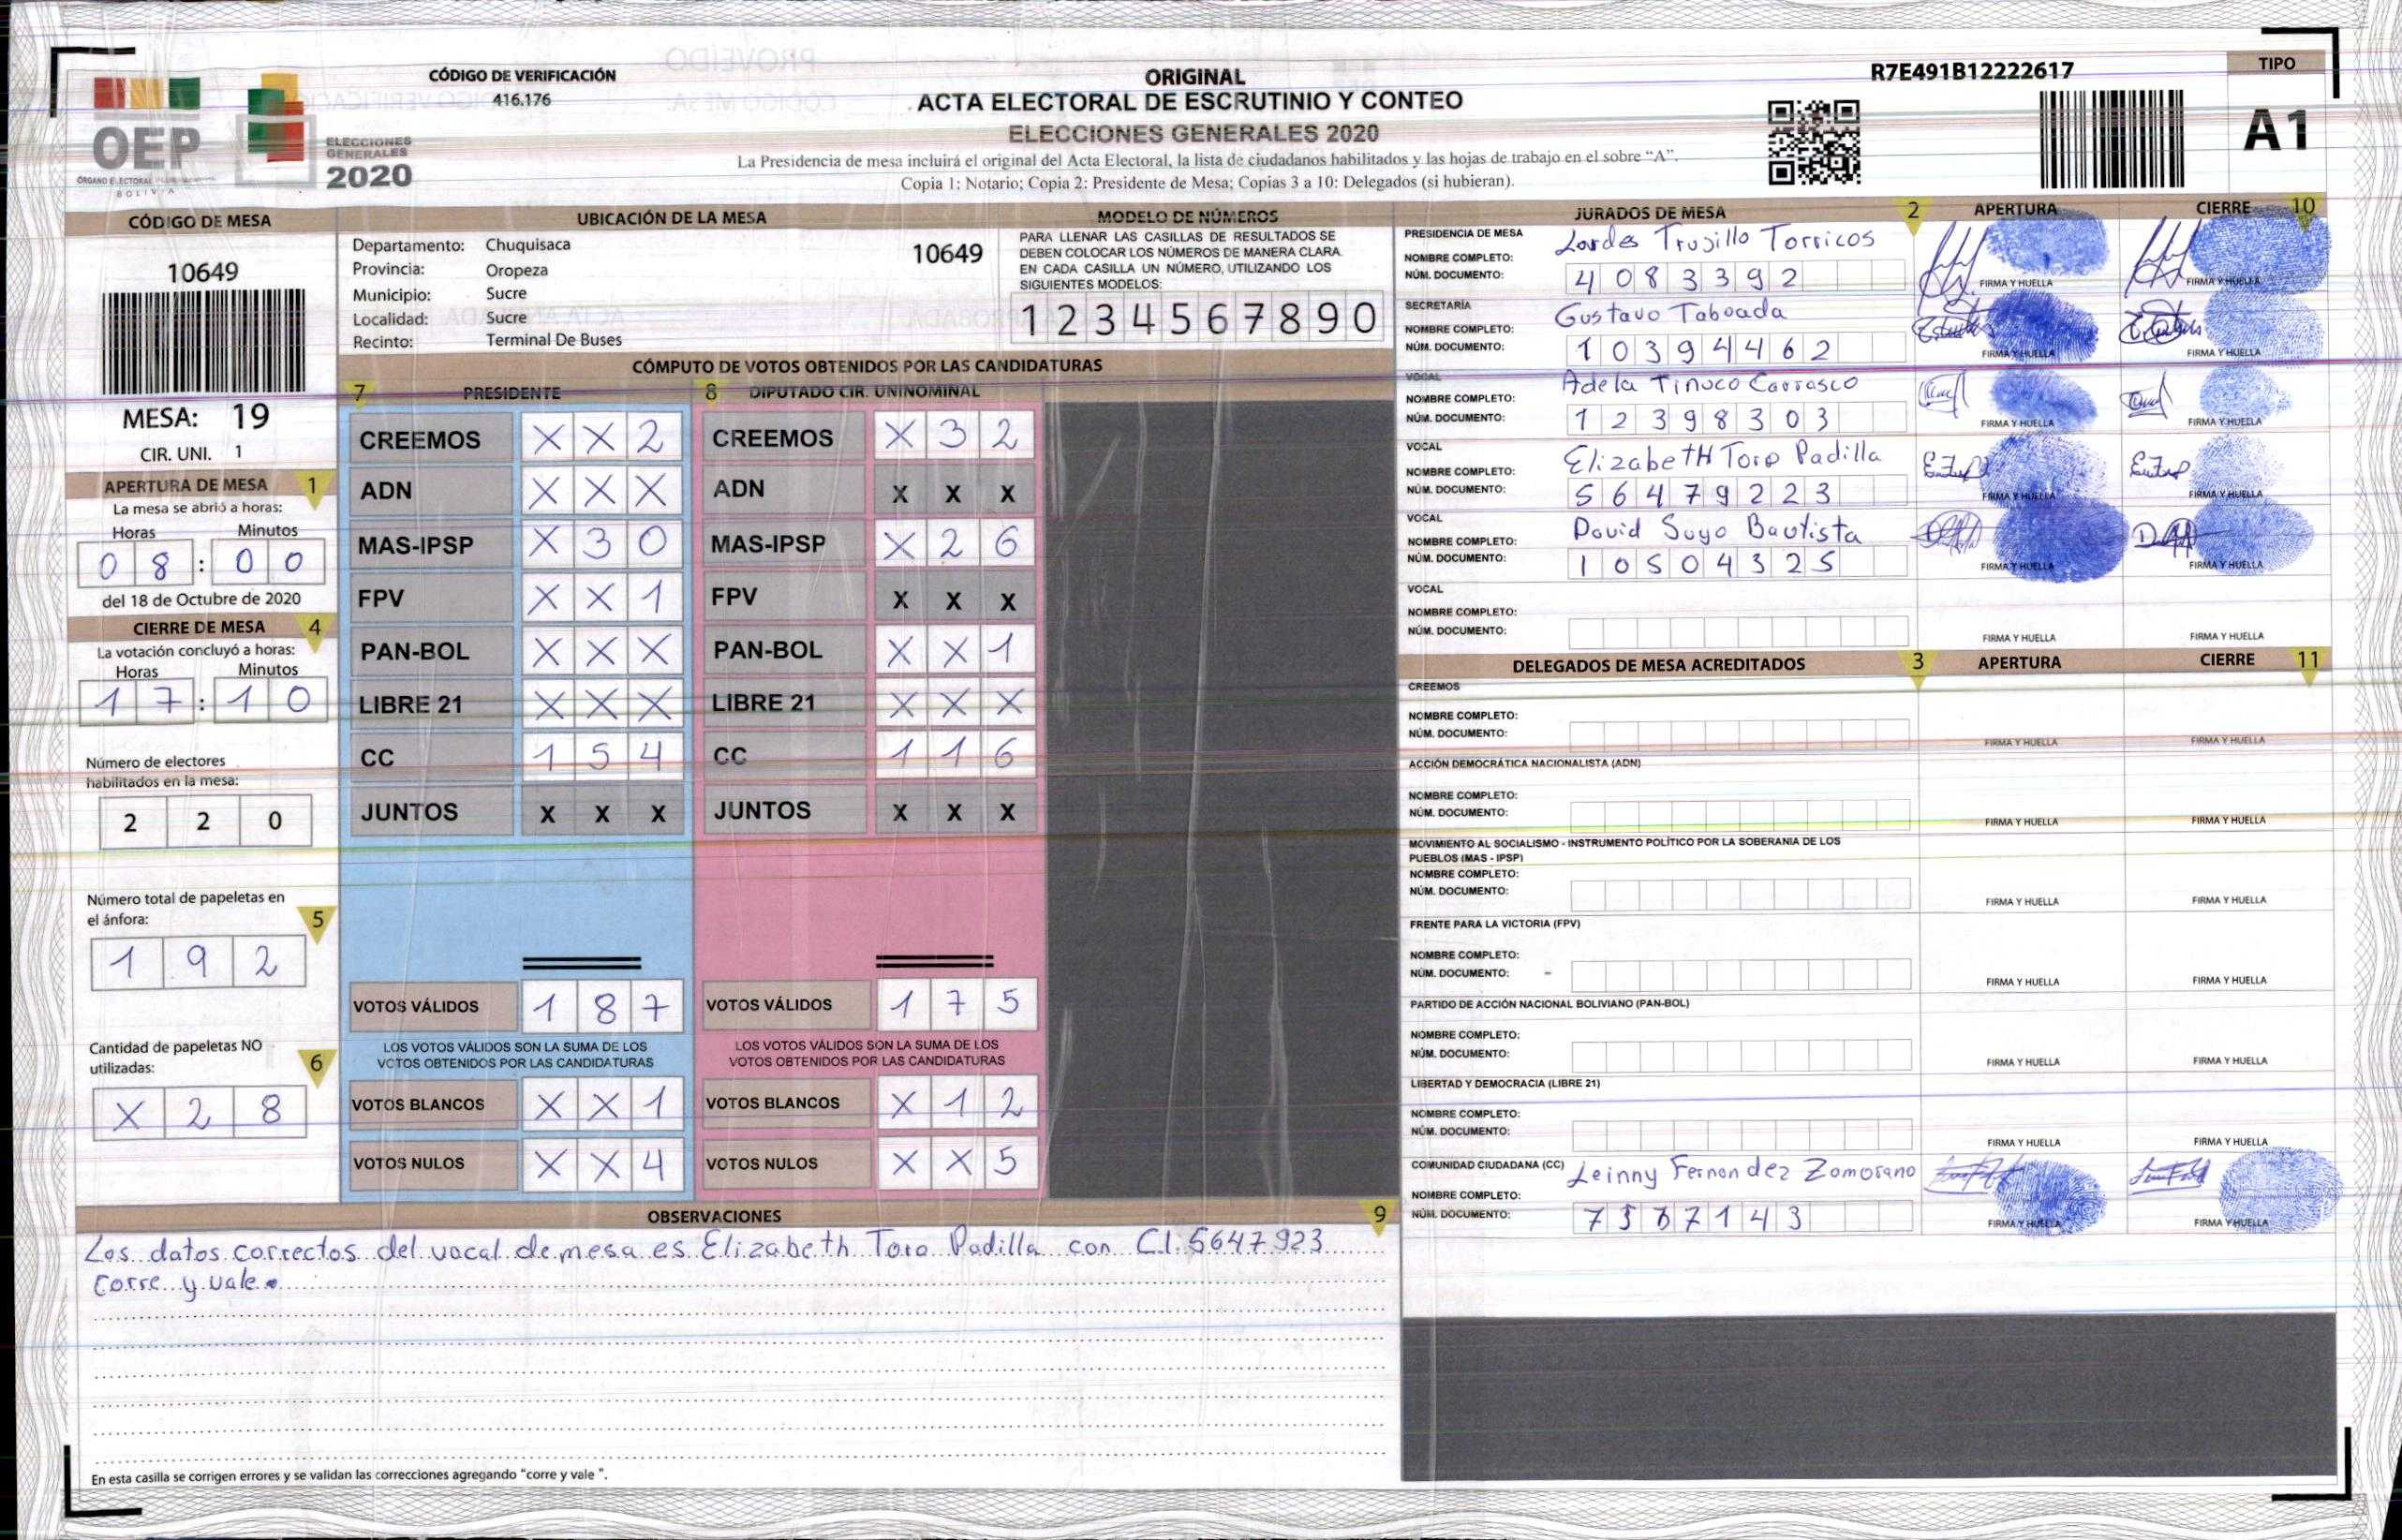 CÓDIGO DE VERIFICACIÓN
416.176
OEP
ÓRGANO ELECTORAL
BOLIVIA
ELECCIONES
GENERALES
2020
ORIGINAL
ACTA ELECTORAL DE ESCRUTINIO Y CONTEO
ELECCIONES GENERALES 2020
La Presidencia de mesa incluirá el original del Acta Electoral, la lista de ciudadanos habilitados y las hojas de trabajo en el sobre “A”.
Copia 1: Notario; Copia 2: Presidente de Mesa; Copias 3 a 10: Delegados (si hubieran).
R7E491B12222617
TIPO
A1
CÓDIGO DE MESA
10649
MESA: 19
CIR. UNI. 1
APERTURA DE MESA 1
La mesa se abrió a horas:
Horas Minutos
0 8 : 0 0
del 18 de Octubre de 2020
CIERRE DE MESA 4
La votación concluyó a horas:
Horas Minutos
1 7 : 1 0
Número de electores
habilitados en la mesa:
2 2 0
Número total de papeletas en
el ánfora: 5
1 9 2
Cantidad de papeletas NO
utilizadas: 6
X 2 8
UBICACIÓN DE LA MESA
Departamento: Chuquisaca
Provincia: Oropeza
Municipio: Sucre
Localidad: Sucre
Recinto: Terminal De Buses
10649
MODELO DE NÚMEROS
PARA LLENAR LAS CASILLAS DE RESULTADOS SE
DEBEN COLOCAR LOS NÚMEROS DE MANERA CLARA.
EN CADA CASILLA UN NÚMERO, UTILIZANDO LOS
SIGUIENTES MODELOS:
1 2 3 4 5 6 7 8 9 0
CÓMPUTO DE VOTOS OBTENIDOS POR LAS CANDIDATURAS
7 PRESIDENTE
CREEMOS X X 2
ADN X X X
MAS-IPSP X 3 0
FPV X X 1
PAN-BOL X X X
LIBRE 21 X X X
CC 1 5 4
JUNTOS X X X
VOTOS VÁLIDOS 1 8 7
LOS VOTOS VÁLIDOS SON LA SUMA DE LOS
VOTOS OBTENIDOS POR LAS CANDIDATURAS
VOTOS BLANCOS X X 1
VOTOS NULOS X X 4
8 DIPUTADO CIR. UNINOMINAL
CREEMOS X 3 2
ADN X X X
MAS-IPSP X 2 6
FPV X X X
PAN-BOL X X 1
LIBRE 21 X X X
CC 1 1 6
JUNTOS X X X
VOTOS VÁLIDOS 1 7 5
LOS VOTOS VÁLIDOS SON LA SUMA DE LOS
VOTOS OBTENIDOS POR LAS CANDIDATURAS
VOTOS BLANCOS X 1 2
VOTOS NULOS X X 5
OBSERVACIONES 9
Los datos correctos del vocal de mesa es Elizabeth Toro Padilla con C.I. 5647923
Corre y vale.
En esta casilla se corrigen errores y se validan las correcciones agregando “corre y vale ”.
JURADOS DE MESA 2 APERTURA CIERRE 10
PRESIDENCIA DE MESA
NOMBRE COMPLETO: Lordes Trujillo Torricos
NÚM. DOCUMENTO: 4 0 8 3 3 9 2
FIRMA Y HUELLA FIRMA Y HUELLA
SECRETARÍA
NOMBRE COMPLETO: Gustavo Taboada
NÚM. DOCUMENTO: 1 0 3 9 4 4 6 2
FIRMA Y HUELLA FIRMA Y HUELLA
VOCAL
NOMBRE COMPLETO: Adela Tinuco Carrasco
NÚM. DOCUMENTO: 1 2 3 9 8 3 0 3
FIRMA Y HUELLA FIRMA Y HUELLA
VOCAL
NOMBRE COMPLETO: Elizabeth Toro Padilla
NÚM. DOCUMENTO: 5 6 4 7 9 2 2 3
FIRMA Y HUELLA FIRMA Y HUELLA
VOCAL
NOMBRE COMPLETO: David Suyo Bautista
NÚM. DOCUMENTO: 1 0 5 0 4 3 2 5
FIRMA Y HUELLA FIRMA Y HUELLA
VOCAL
NOMBRE COMPLETO:
NÚM. DOCUMENTO:
FIRMA Y HUELLA FIRMA Y HUELLA
DELEGADOS DE MESA ACREDITADOS 3 APERTURA CIERRE 11
CREEMOS
NOMBRE COMPLETO:
NÚM. DOCUMENTO:
FIRMA Y HUELLA FIRMA Y HUELLA
ACCIÓN DEMOCRÁTICA NACIONALISTA (ADN)
NOMBRE COMPLETO:
NÚM. DOCUMENTO:
FIRMA Y HUELLA FIRMA Y HUELLA
MOVIMIENTO AL SOCIALISMO - INSTRUMENTO POLÍTICO POR LA SOBERANIA DE LOS
PUEBLOS (MAS - IPSP)
NOMBRE COMPLETO:
NÚM. DOCUMENTO:
FIRMA Y HUELLA FIRMA Y HUELLA
FRENTE PARA LA VICTORIA (FPV)
NOMBRE COMPLETO:
NÚM. DOCUMENTO:
FIRMA Y HUELLA FIRMA Y HUELLA
PARTIDO DE ACCIÓN NACIONAL BOLIVIANO (PAN-BOL)
NOMBRE COMPLETO:
NÚM. DOCUMENTO:
FIRMA Y HUELLA FIRMA Y HUELLA
LIBERTAD Y DEMOCRACIA (LIBRE 21)
NOMBRE COMPLETO:
NÚM. DOCUMENTO:
FIRMA Y HUELLA FIRMA Y HUELLA
COMUNIDAD CIUDADANA (CC)
NOMBRE COMPLETO: Leinny Fernandez Zamorano
NÚM. DOCUMENTO:
FIRMA Y HUELLA FIRMA Y HUELLA